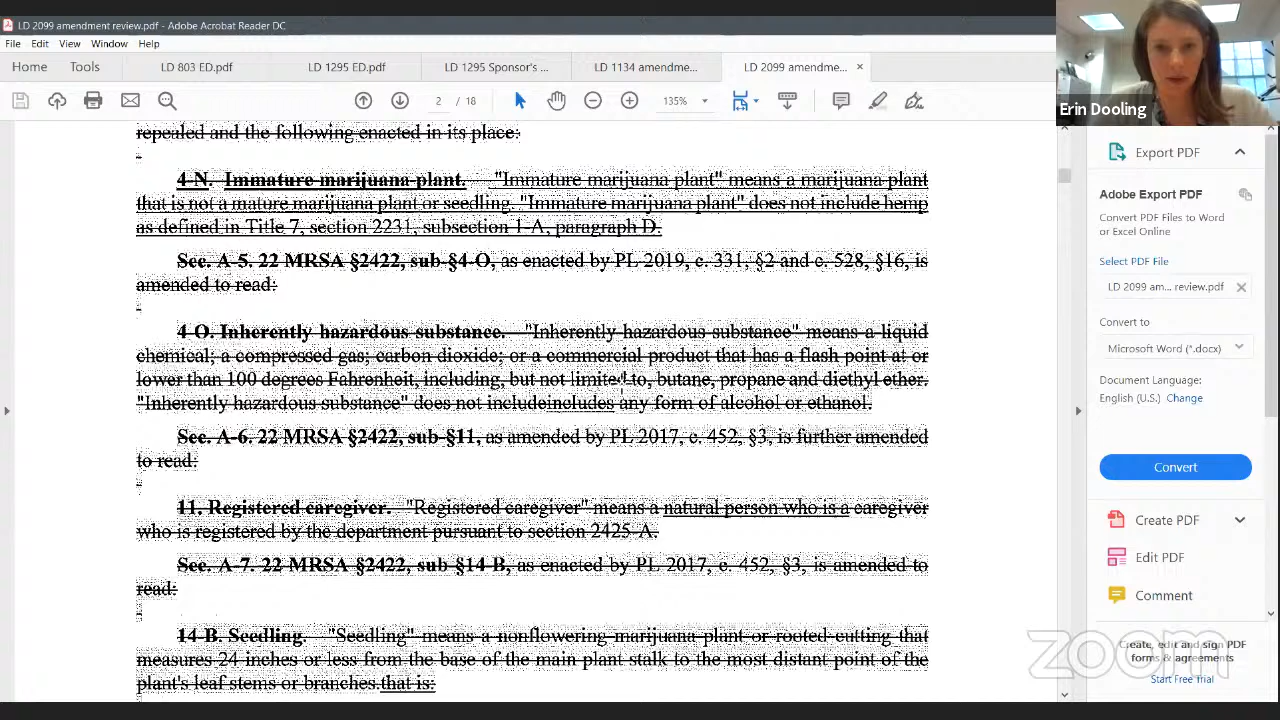 LD 2099 amendment review.pdf - Adobe Acrobat Reader DC
File Edit View Window Help
Home Tools LD 803 ED.pdf LD 1295 ED.pdf LD 1295 Sponsor's ... LD 1134 amendme... LD 2099 amendme... ×
2 / 18 135%
Erin Dooling
repealed and the following enacted in its place:
4-N. Immature marijuana plant. "Immature marijuana plant" means a marijuana plant
that is not a mature marijuana plant or seedling. "Immature marijuana plant" does not include hemp
as defined in Title 7, section 2231, subsection 1-A, paragraph D.
Sec. A-5. 22 MRSA §2422, sub-§4-O, as enacted by PL 2019, c. 331, §2 and c. 528, §16, is
amended to read:
4-O. Inherently hazardous substance. "Inherently hazardous substance" means a liquid
chemical; a compressed gas; carbon dioxide; or a commercial product that has a flash point at or
lower than 100 degrees Fahrenheit, including, but not limited to, butane, propane and diethyl ether.
"Inherently hazardous substance" does not includeincludes any form of alcohol or ethanol.
Sec. A-6. 22 MRSA §2422, sub-§11, as amended by PL 2017, c. 452, §3, is further amended
to read:
11. Registered caregiver. "Registered caregiver" means a natural person who is a caregiver
who is registered by the department pursuant to section 2425-A.
Sec. A-7. 22 MRSA §2422, sub-§14-B, as enacted by PL 2017, c. 452, §3, is amended to
read:
14-B. Seedling. "Seedling" means a nonflowering marijuana plant or rooted cutting that
measures 24 inches or less from the base of the main plant stalk to the most distant point of the
plant's leaf stems or branches.that is:
Export PDF
Adobe Export PDF
Convert PDF Files to Word
or Excel Online
Select PDF File
LD 2099 am... review.pdf ×
Convert to
Microsoft Word (*.docx)
Document Language:
English (U.S.) Change
Convert
Create PDF
Edit PDF
Comment
Create, edit and sign PDF
forms & agreements
Start Free Trial
zoom